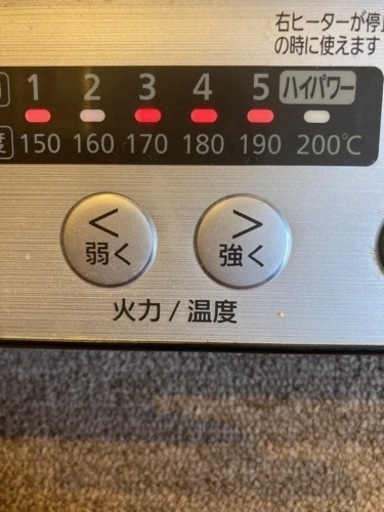 右ヒーターが停止
の時に使えます
1 2 3 4 5 ハイパワー
度 150 160 170 180 190 200℃
< >
弱く 強く
火力 / 温度